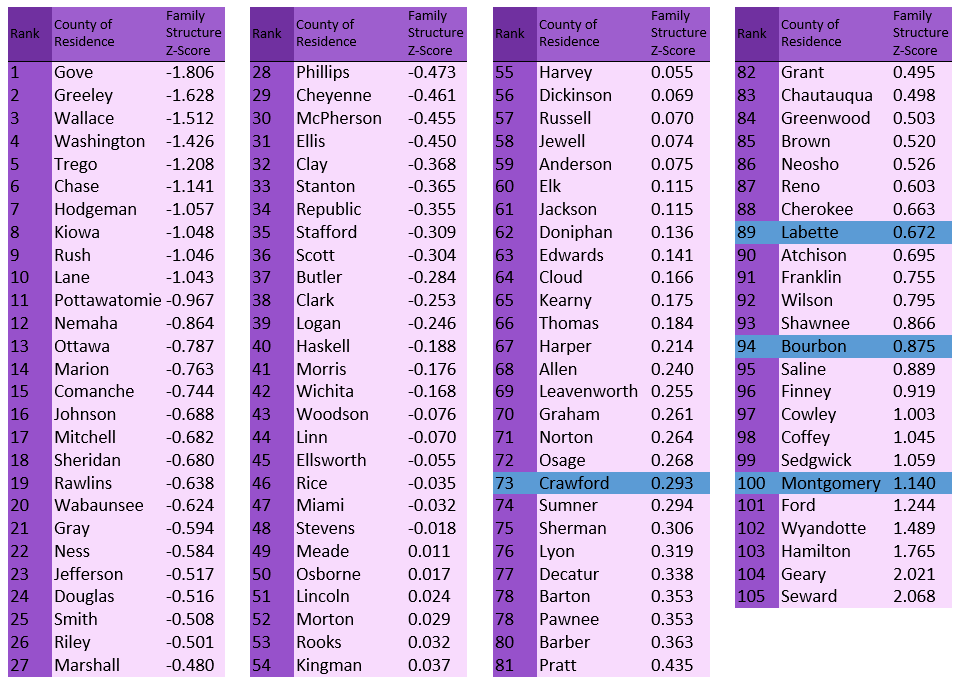 Rank County of Residence Family Structure Z-Score
1 Gove -1.806
2 Greeley -1.628
3 Wallace -1.512
4 Washington -1.426
5 Trego -1.208
6 Chase -1.141
7 Hodgeman -1.057
8 Kiowa -1.048
9 Rush -1.046
10 Lane -1.043
11 Pottawatomie -0.967
12 Nemaha -0.864
13 Ottawa -0.787
14 Marion -0.763
15 Comanche -0.744
16 Johnson -0.688
17 Mitchell -0.682
18 Sheridan -0.680
19 Rawlins -0.638
20 Wabaunsee -0.624
21 Gray -0.594
22 Ness -0.584
23 Jefferson -0.517
24 Douglas -0.516
25 Smith -0.508
26 Riley -0.501
27 Marshall -0.480
Rank County of Residence Family Structure Z-Score
28 Phillips -0.473
29 Cheyenne -0.461
30 McPherson -0.455
31 Ellis -0.450
32 Clay -0.368
33 Stanton -0.365
34 Republic -0.355
35 Stafford -0.309
36 Scott -0.304
37 Butler -0.284
38 Clark -0.253
39 Logan -0.246
40 Haskell -0.188
41 Morris -0.176
42 Wichita -0.168
43 Woodson -0.076
44 Linn -0.070
45 Ellsworth -0.055
46 Rice -0.035
47 Miami -0.032
48 Stevens -0.018
49 Meade 0.011
50 Osborne 0.017
51 Lincoln 0.024
52 Morton 0.029
53 Rooks 0.032
54 Kingman 0.037
Rank County of Residence Family Structure Z-Score
55 Harvey 0.055
56 Dickinson 0.069
57 Russell 0.070
58 Jewell 0.074
59 Anderson 0.075
60 Elk 0.115
61 Jackson 0.115
62 Doniphan 0.136
63 Edwards 0.141
64 Cloud 0.166
65 Kearny 0.175
66 Thomas 0.184
67 Harper 0.214
68 Allen 0.240
69 Leavenworth 0.255
70 Graham 0.261
71 Norton 0.264
72 Osage 0.268
73 Crawford 0.293
74 Sumner 0.294
75 Sherman 0.306
76 Lyon 0.319
77 Decatur 0.338
78 Barton 0.353
78 Pawnee 0.353
80 Barber 0.363
81 Pratt 0.435
Rank County of Residence Family Structure Z-Score
82 Grant 0.495
83 Chautauqua 0.498
84 Greenwood 0.503
85 Brown 0.520
86 Neosho 0.526
87 Reno 0.603
88 Cherokee 0.663
89 Labette 0.672
90 Atchison 0.695
91 Franklin 0.755
92 Wilson 0.795
93 Shawnee 0.866
94 Bourbon 0.875
95 Saline 0.889
96 Finney 0.919
97 Cowley 1.003
98 Coffey 1.045
99 Sedgwick 1.059
100 Montgomery 1.140
101 Ford 1.244
102 Wyandotte 1.489
103 Hamilton 1.765
104 Geary 2.021
105 Seward 2.068